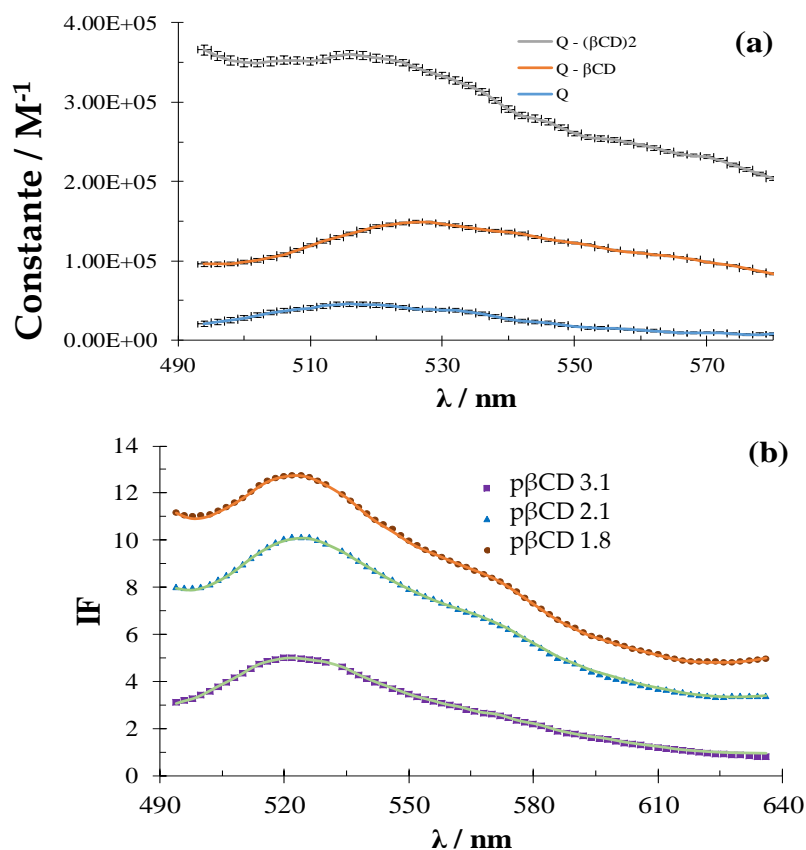 4.00E+05
(a)
Q - (βCD)2
Q - βCD
Q
3.00E+05
2.00E+05
1.00E+05
0.00E+00
Constante / M⁻¹
490 510 530 550 570
λ / nm
14
(b)
12
10
8
6
4
2
0
pβCD 3.1
pβCD 2.1
pβCD 1.8
IF
490 520 550 580 610 640
λ / nm